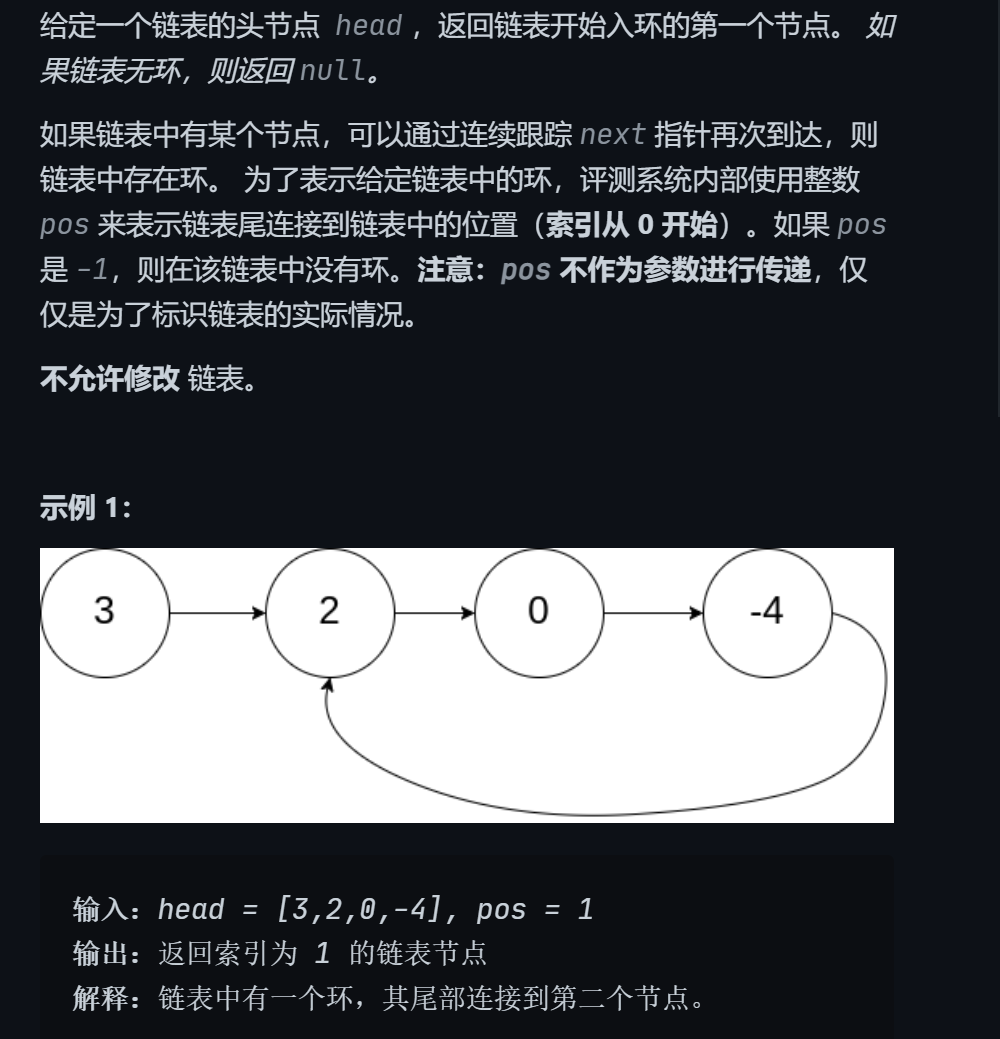 给定一个链表的头节点 head ，返回链表开始入环的第一个节点。 如
果链表无环，则返回 null。
如果链表中有某个节点，可以通过连续跟踪 next 指针再次到达，则
链表中存在环。 为了表示给定链表中的环，评测系统内部使用整数
pos 来表示链表尾连接到链表中的位置（索引从 0 开始）。如果 pos
是 -1，则在该链表中没有环。注意：pos 不作为参数进行传递，仅
仅是为了标识链表的实际情况。
不允许修改 链表。
示例 1：
3 2 0 -4
输入：head = [3,2,0,-4], pos = 1
输出：返回索引为 1 的链表节点
解释：链表中有一个环，其尾部连接到第二个节点。